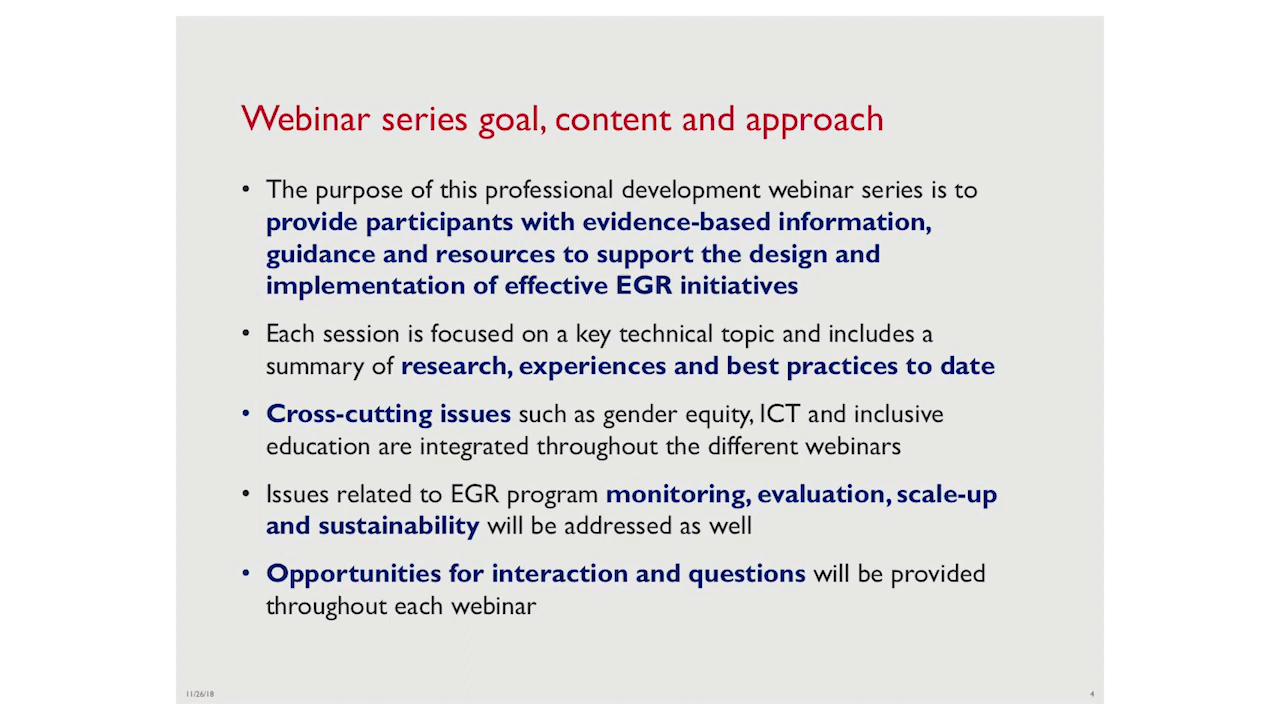 Webinar series goal, content and approach
• The purpose of this professional development webinar series is to
provide participants with evidence-based information,
guidance and resources to support the design and
implementation of effective EGR initiatives
• Each session is focused on a key technical topic and includes a
summary of research, experiences and best practices to date
• Cross-cutting issues such as gender equity, ICT and inclusive
education are integrated throughout the different webinars
• Issues related to EGR program monitoring, evaluation, scale-up
and sustainability will be addressed as well
• Opportunities for interaction and questions will be provided
throughout each webinar
11/26/18
4